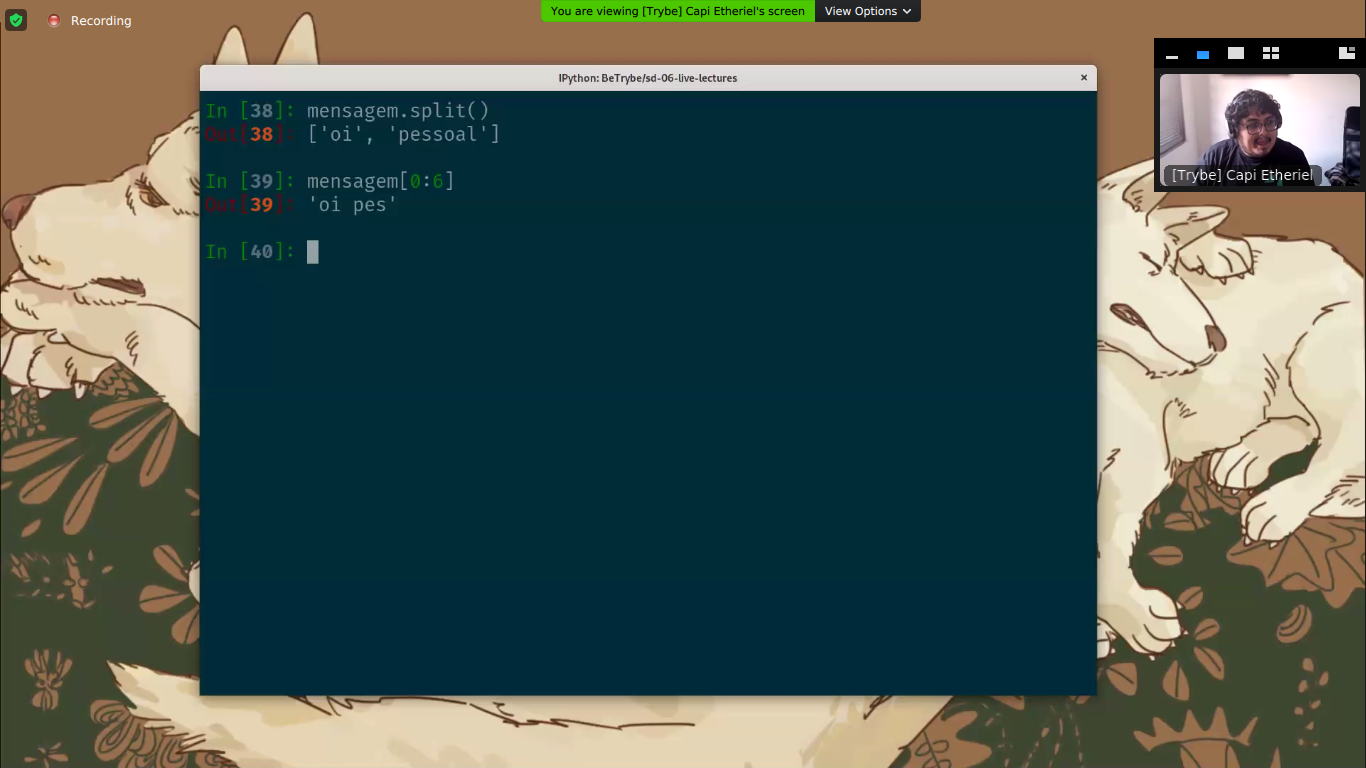 Recording
You are viewing [Trybe] Capi Etheriel's screen
View Options
IPython: BeTrybe/sd-06-live-lectures
In [38]: mensagem.split()
Out[38]: ['oi', 'pessoal']
In [39]: mensagem[0:6]
Out[39]: 'oi pes'
In [40]:
[Trybe] Capi Etheriel